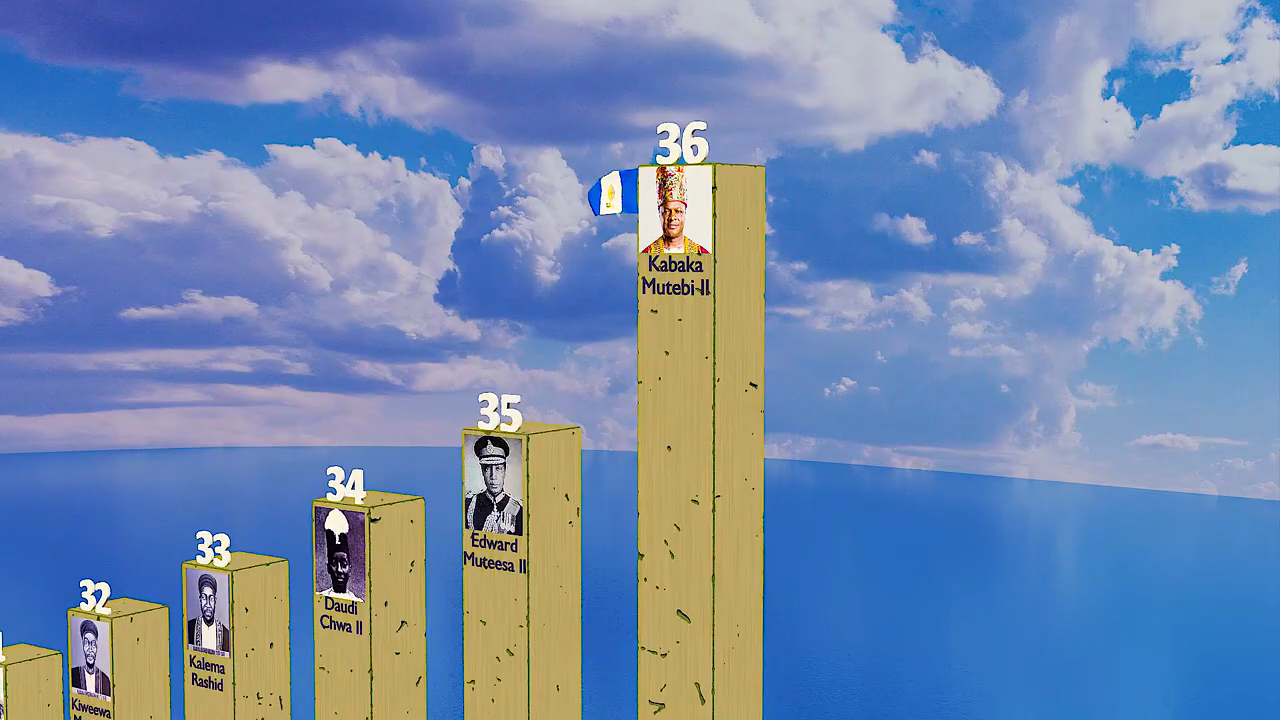 36
Kabaka
Mutebi II
35
Edward
Muteesa II
34
Daudi
Chwa II
33
Kalema
Rashid
32
Kiweewa